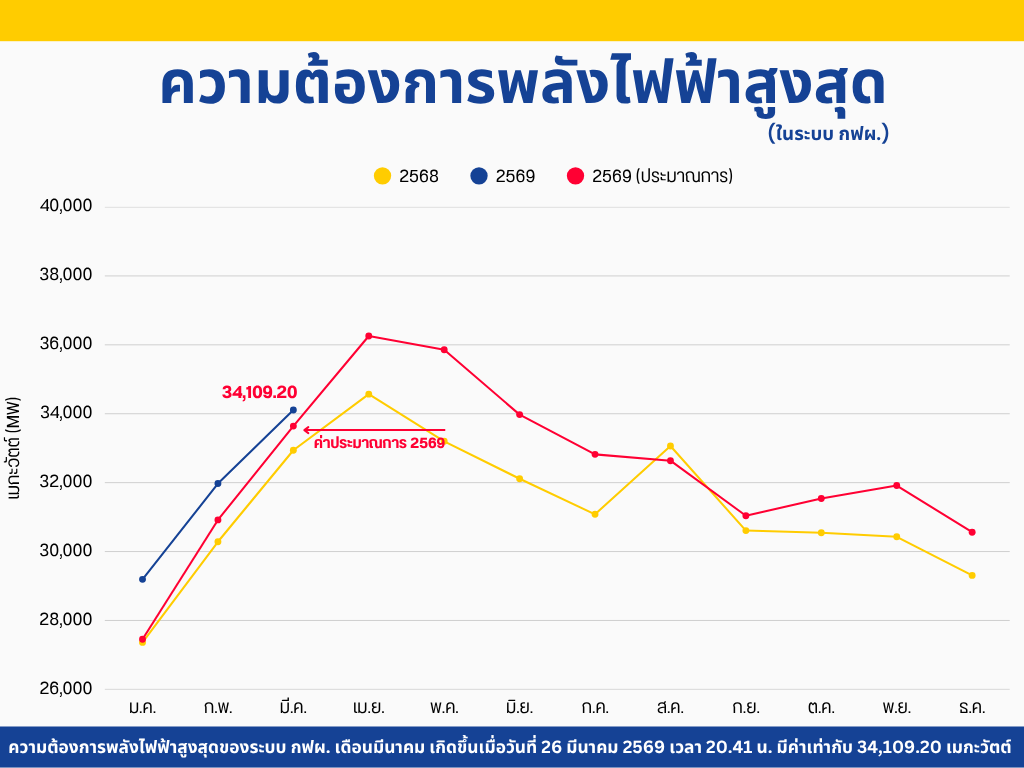 ความต้องการพลังไฟฟ้าสูงสุด
(ในระบบ กฟผ.)
2568 2569 2569 (ประมาณการ)
40,000
38,000
36,000
34,000
32,000
30,000
28,000
26,000
เมกะวัตต์ (MW)
34,109.20
ค่าประมาณการ 2569
ม.ค. ก.พ. มี.ค. เม.ย. พ.ค. มิ.ย. ก.ค. ส.ค. ก.ย. ต.ค. พ.ย. ธ.ค.
ความต้องการพลังไฟฟ้าสูงสุดของระบบ กฟผ. เดือนมีนาคม เกิดขึ้นเมื่อวันที่ 26 มีนาคม 2569 เวลา 20.41 น. มีค่าเท่ากับ 34,109.20 เมกะวัตต์